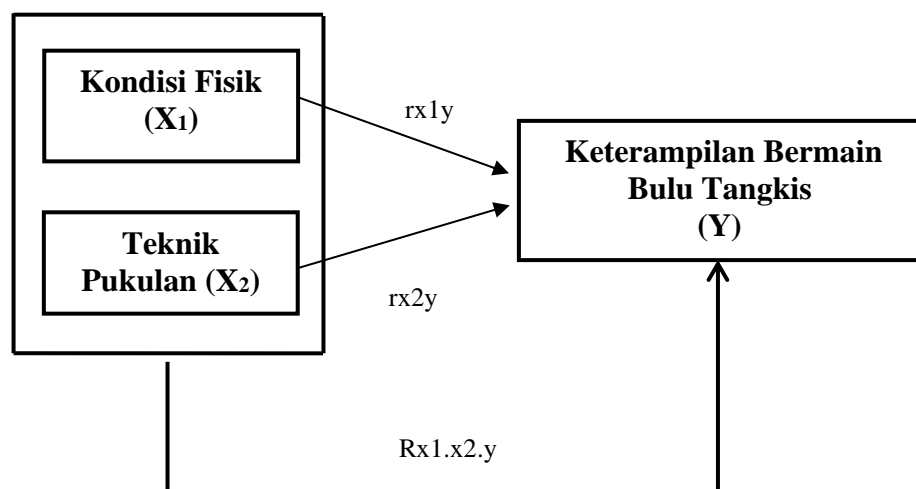 Kondisi Fisik
(X1)
rx1y
Keterampilan Bermain
Bulu Tangkis
(Y)
Teknik
Pukulan (X2)
rx2y
Rx1.x2.y